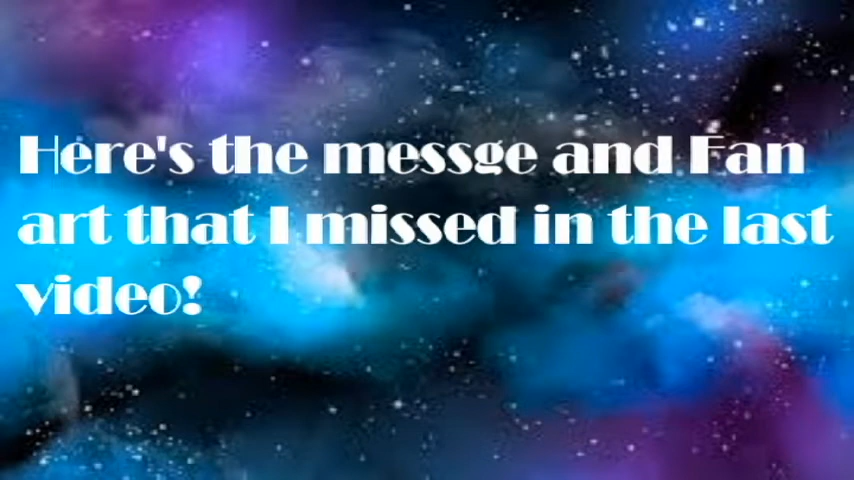 Here's the messge and Fan
art that I missed in the last
video!